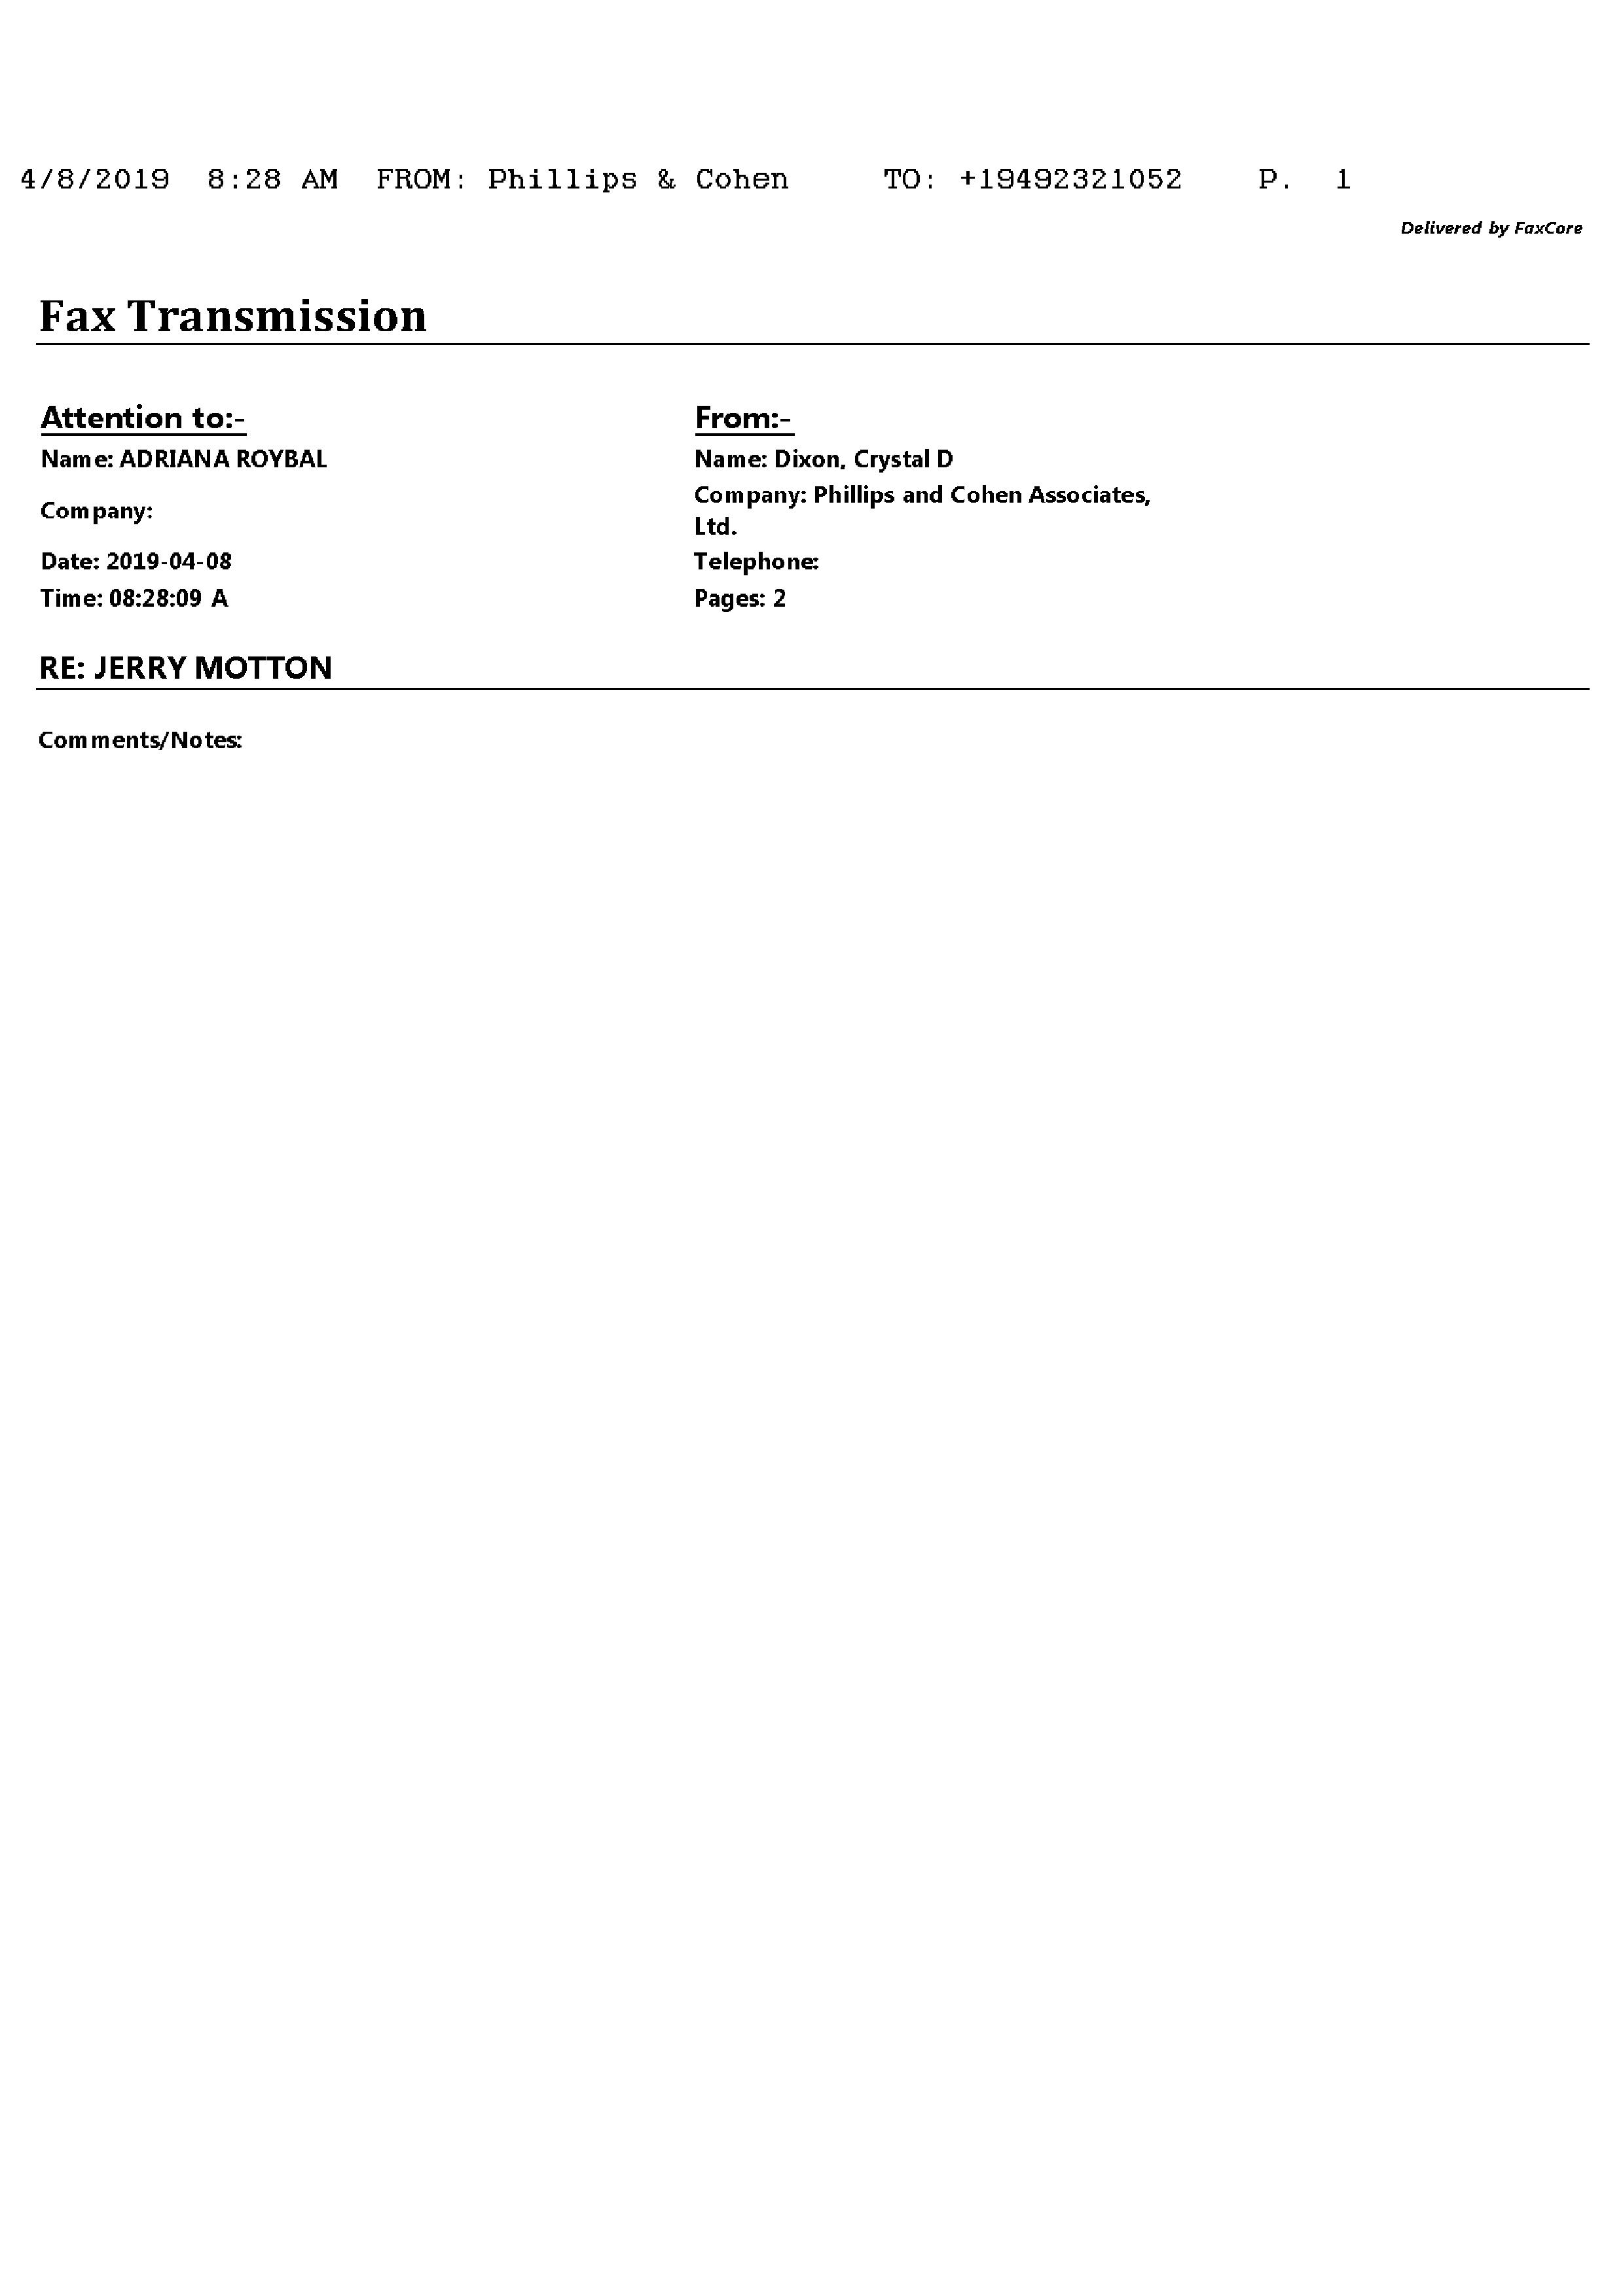 4/8/2019 8:28 AM FROM: Phillips & Cohen TO: +19492321052 P. 1
Delivered by FaxCore
Fax Transmission
Attention to:-
Name: ADRIANA ROYBAL
Company:
Date: 2019-04-08
Time: 08:28:09 A
From:-
Name: Dixon, Crystal D
Company: Phillips and Cohen Associates,
Ltd.
Telephone:
Pages: 2
RE: JERRY MOTTON
Comments/Notes: